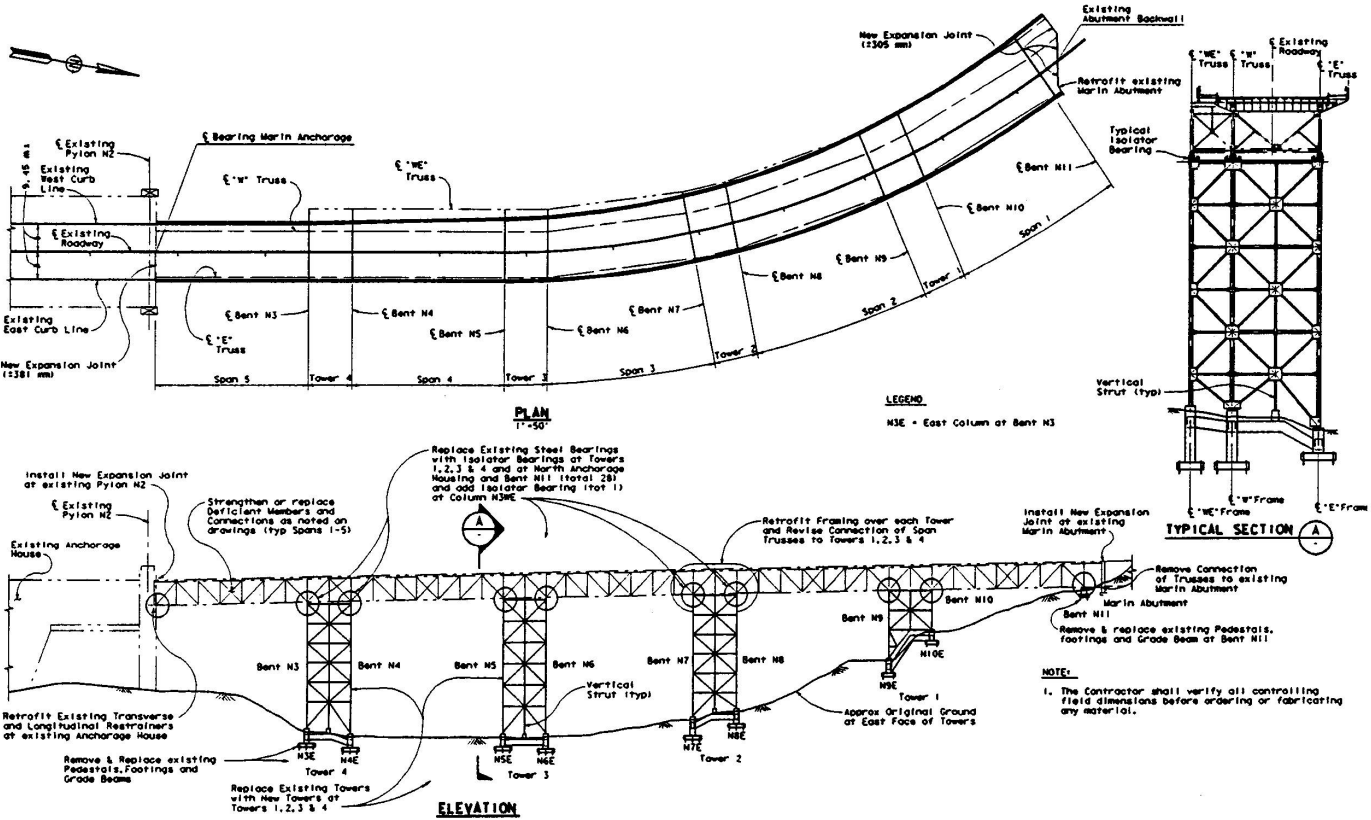 New Expansion Joint
(±305 mm)
Existing
Abutment Backwall
Retrofit existing
Marin Abutment
℄ Bearing Marin Anchorage
℄ Existing
Pylon N2
9.45 m±
Existing
West Curb
Line
℄ "W" Truss
℄ "WE"
Truss
℄ Existing
Roadway
Existing
East Curb Line
New Expansion Joint
(±381 mm)
℄ "E"
Truss
℄ Bent N3
℄ Bent N4
℄ Bent N5
℄ Bent N6
℄ Bent N7
℄ Bent N8
℄ Bent N9
℄ Bent N10
℄ Bent N11
Span 5
Tower 4
Span 4
Tower 3
Span 3
Tower 2
Span 2
Tower 1
Span 1
PLAN
1"=50'
LEGEND
N3E - East Column at Bent N3
℄ "WE"
Truss
℄ "W"
Truss
℄ Existing
Roadway
℄ "E"
Truss
Typical
Isolator
Bearing
Vertical
Strut (typ)
℄ "WE" Frame
℄ "W" Frame
℄ "E" Frame
TYPICAL SECTION
A
-
Install New Expansion Joint
at existing Pylon N2
℄ Existing
Pylon N2
Existing Anchorage
House
Strengthen or replace
Deficient Members and
Connections as noted on
drawings (typ Spans 1-5)
Replace Existing Steel Bearings
with Isolator Bearings at Towers
1,2,3 & 4 and at North Anchorage
Housing and Bent N11 (total 28)
and add Isolator Bearing (tot 1)
at Column N3WE
A
-
Retrofit Framing over each Tower
and Revise Connection of Span
Trusses to Towers 1,2,3 & 4
Install New Expansion
Joint at existing
Marin Abutment
Remove Connection
of Trusses to existing
Marin Abutment
Marin Abutment
Bent N11
Remove & replace existing Pedestals,
footings and Grade Beam at Bent N11
Bent N3
Bent N4
Bent N5
Bent N6
Bent N7
Bent N8
Bent N9
Bent N10
Vertical
Strut (typ)
Approx Original Ground
at East Face of Towers
N3E
N4E
N5E
N6E
N7E
N8E
N9E
N10E
Tower 4
Tower 3
Tower 2
Tower 1
Retrofit Existing Transverse
and Longitudinal Restrainers
at existing Anchorage House
Remove & Replace existing
Pedestals, Footings and
Grade Beams
Replace Existing Towers
with New Towers at
Towers 1,2,3 & 4
ELEVATION
NOTE:
1. The Contractor shall verify all controlling
field dimensions before ordering or fabricating
any material.